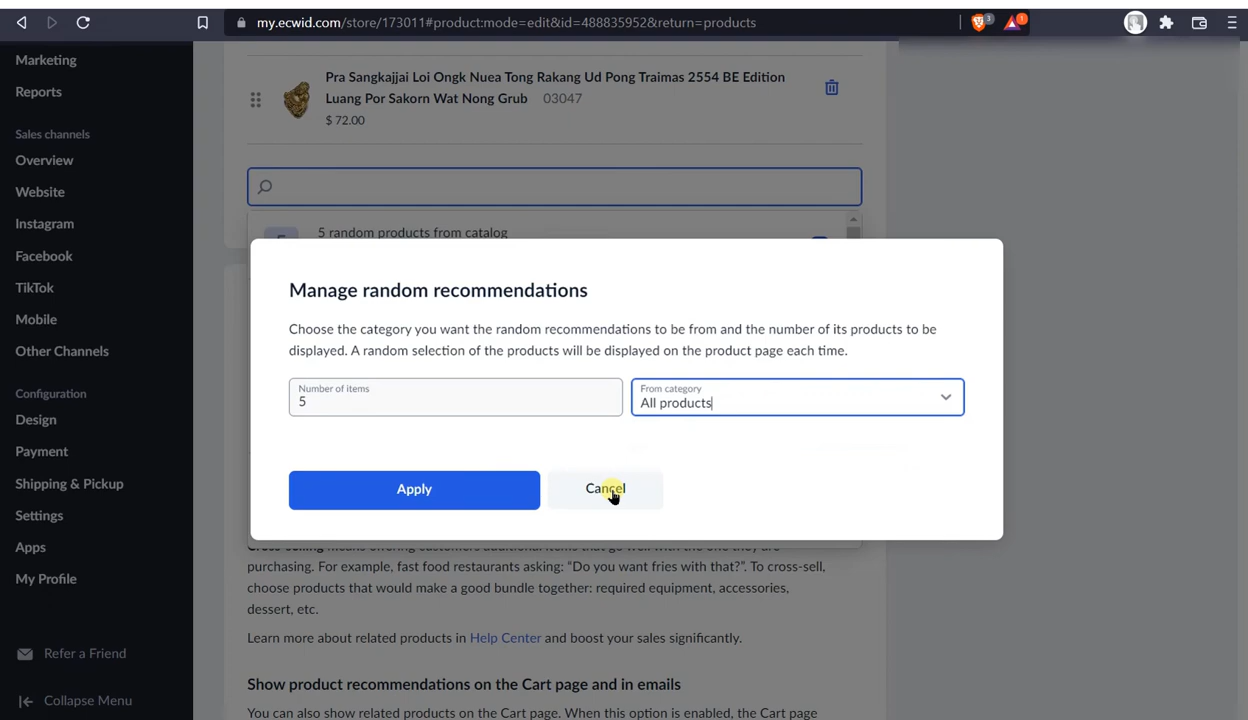 my.ecwid.com/store/173011#product:mode=edit&id=488835952&return=products
3
1
Marketing
Reports
Sales channels
Overview
Website
Instagram
Facebook
TikTok
Mobile
Other Channels
Configuration
Design
Payment
Shipping & Pickup
Settings
Apps
My Profile
Refer a Friend
Collapse Menu
Pra Sangkajjai Loi Ongk Nuea Tong Rakang Ud Pong Traimas 2554 BE Edition
Luang Por Sakorn Wat Nong Grub 03047
$ 72.00
5 random products from catalog
Manage random recommendations
Choose the category you want the random recommendations to be from and the number of its products to be
displayed. A random selection of the products will be displayed on the product page each time.
Number of items
5
From category
All products
Apply
Cancel
Cross-selling means offering customers additional items that go well with the one they are
purchasing. For example, fast food restaurants asking: “Do you want fries with that?”. To cross-sell,
choose products that would make a good bundle together: required equipment, accessories,
dessert, etc.
Learn more about related products in Help Center and boost your sales significantly.
Show product recommendations on the Cart page and in emails
You can also show related products on the Cart page. When this option is enabled, the Cart page